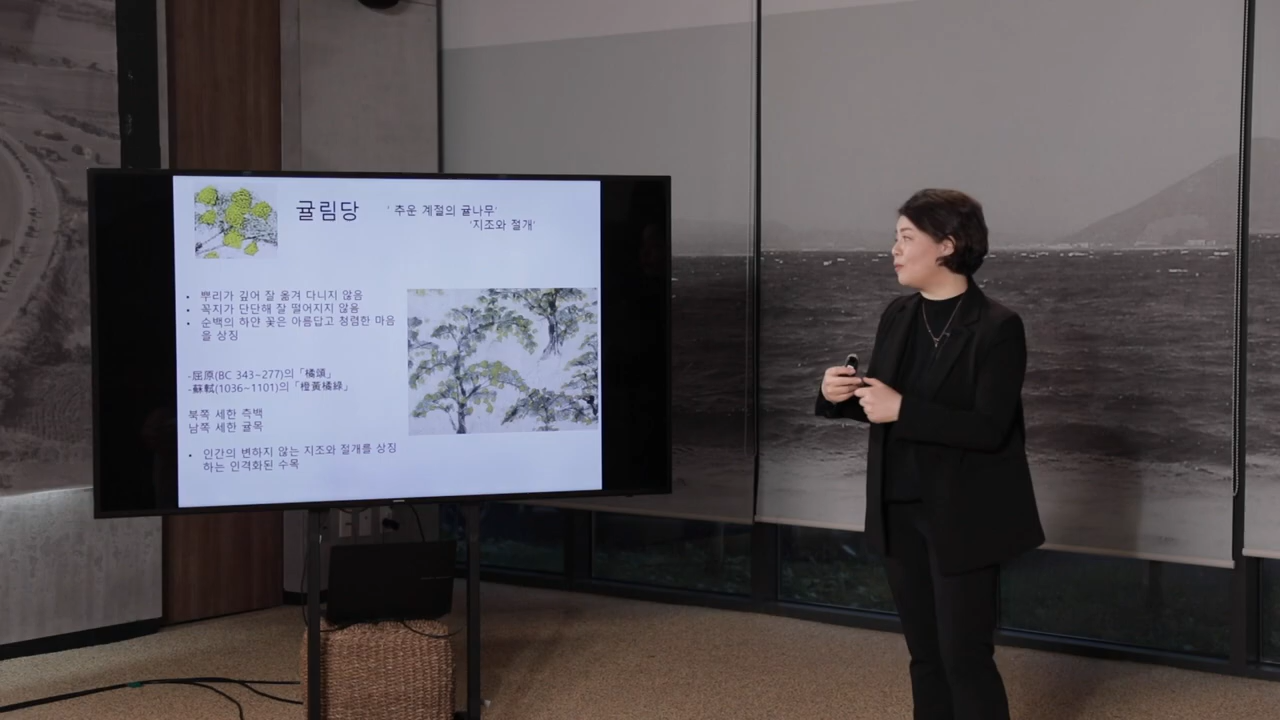 귤림당
' 추운 계절의 귤나무'
'지조와 절개'
• 뿌리가 깊어 잘 옮겨 다니지 않음
• 꼭지가 단단해 잘 떨어지지 않음
• 순백의 하얀 꽃은 아름답고 청렴한 마음
을 상징
-屈原(BC 343~277)의「橘頌」
-蘇軾(1036~1101)의「橙黃橘綠」
북쪽 세한 측백
남쪽 세한 귤목
• 인간의 변하지 않는 지조와 절개를 상징
하는 인격화된 수목